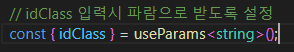 // idClass 입력시 파람으로 받도록 설정
const { idClass } = useParams<string>();